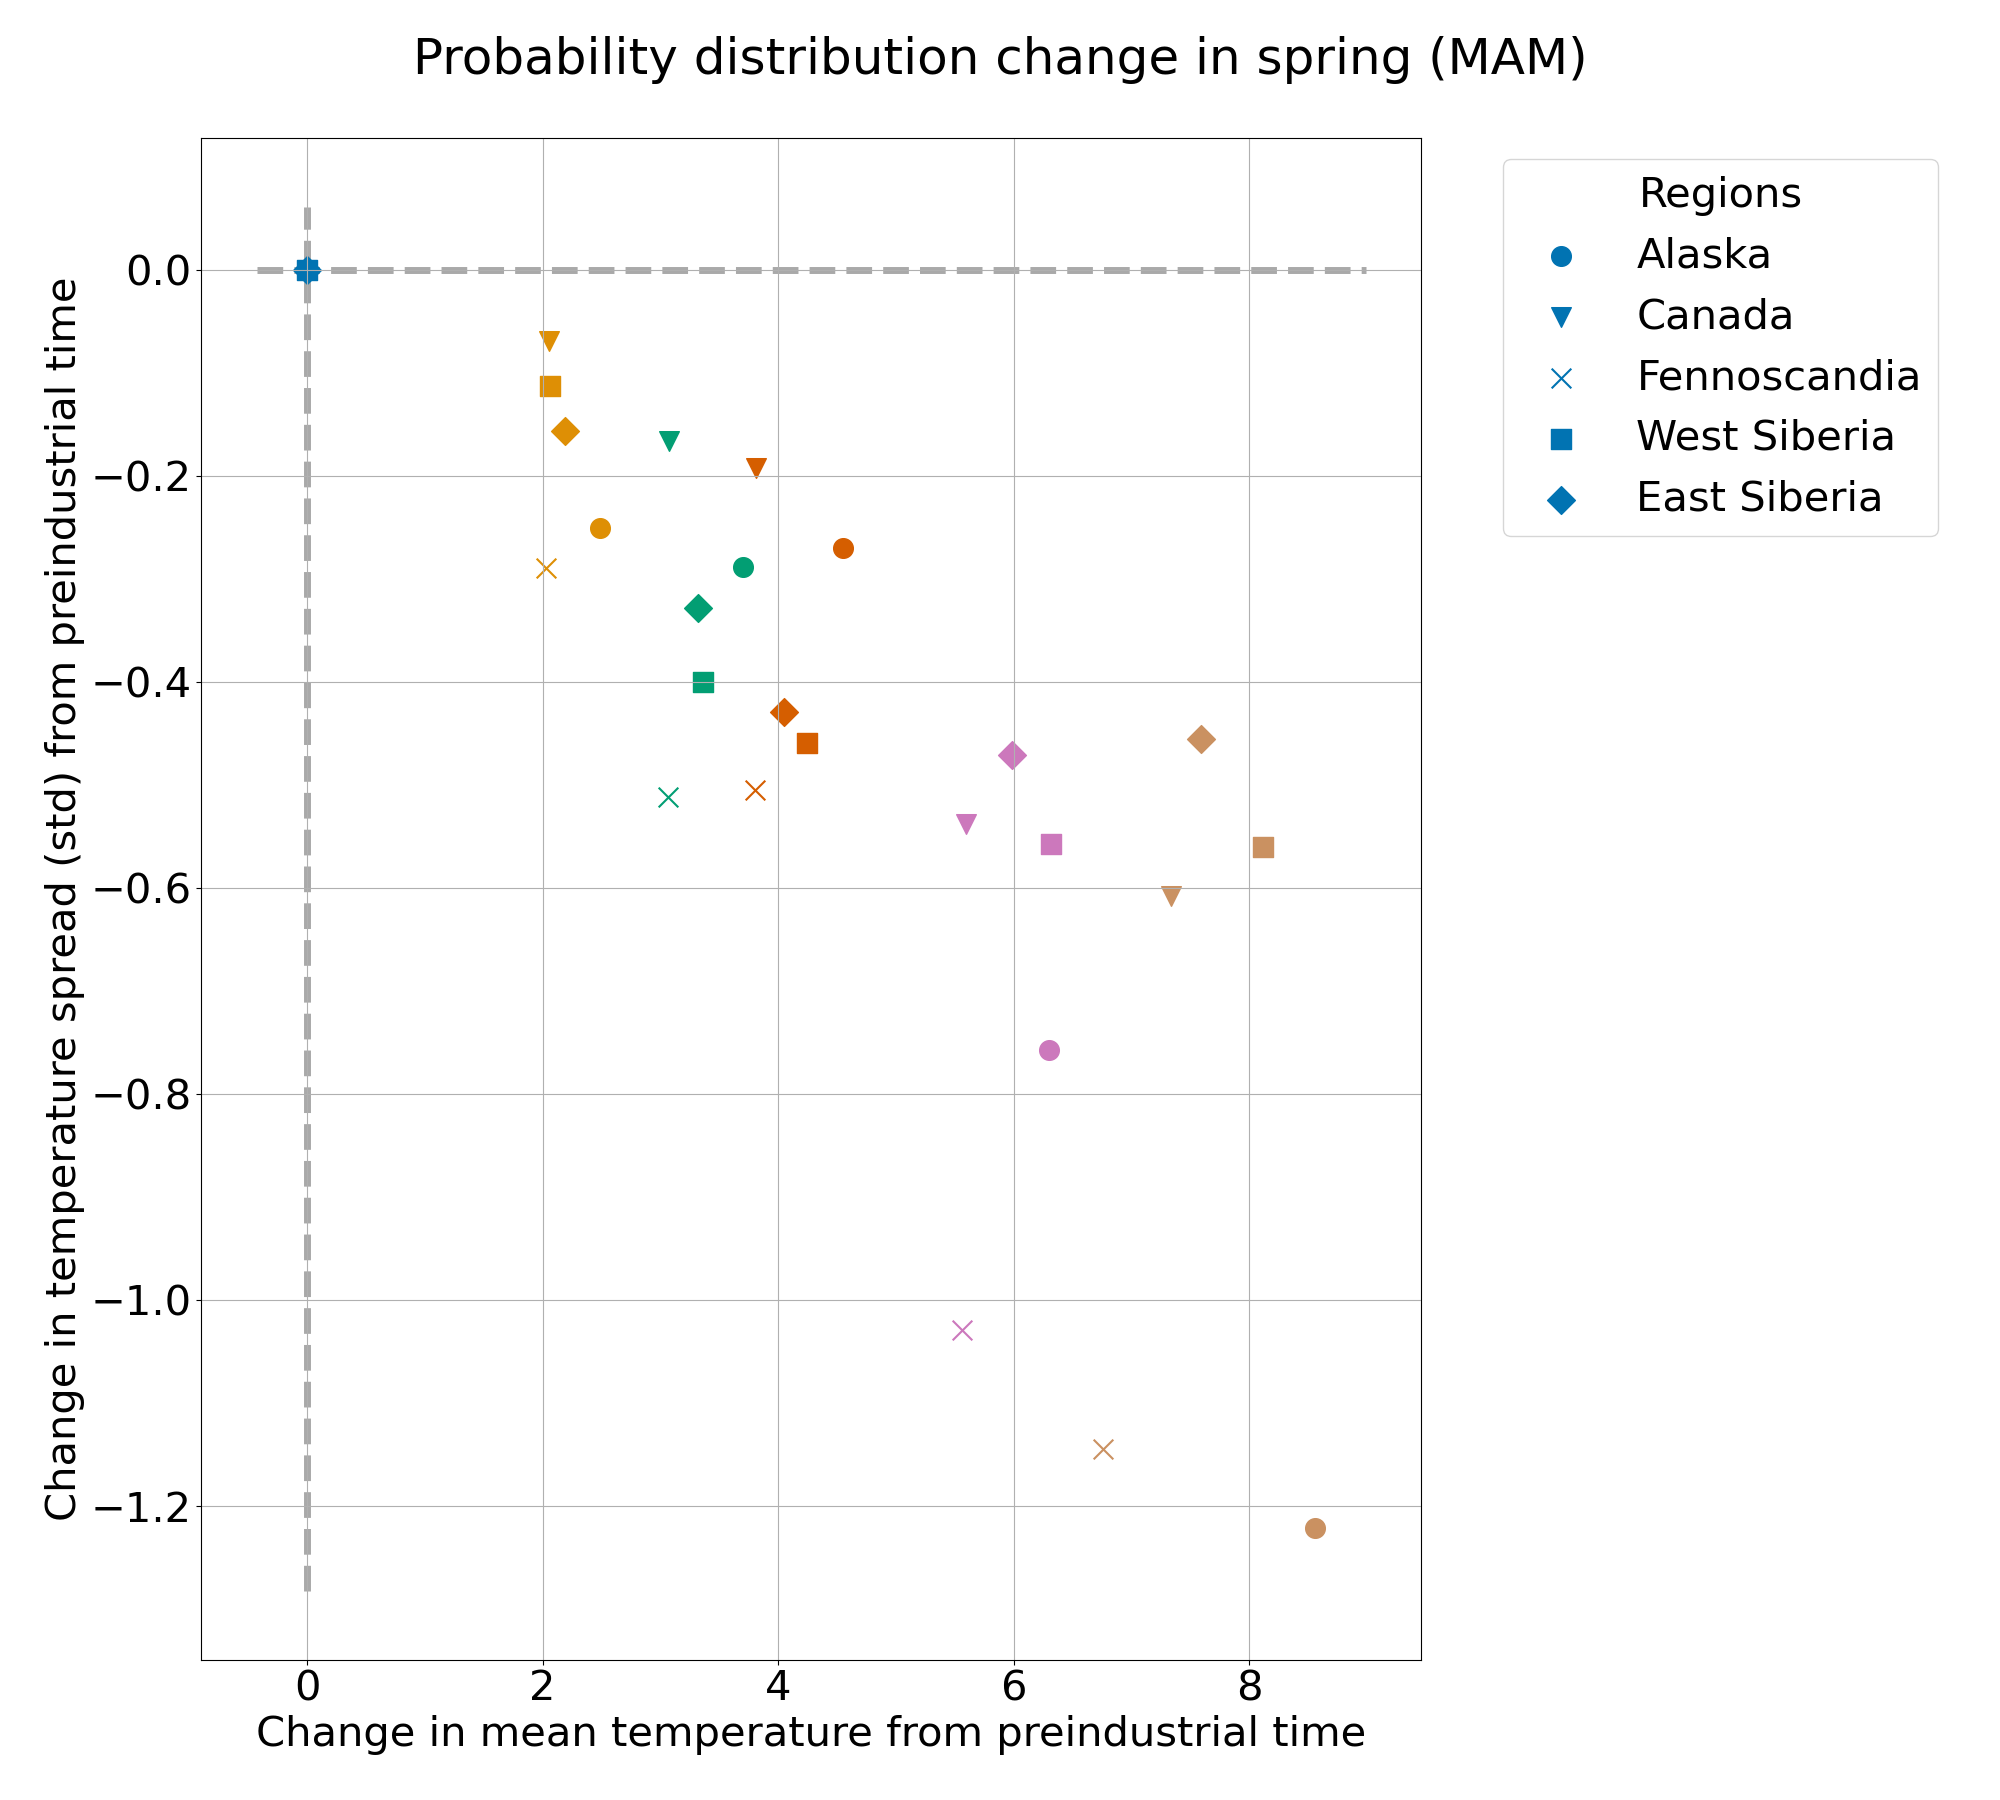 Probability distribution change in spring (MAM)
Regions
Alaska
Canada
Fennoscandia
West Siberia
East Siberia
Change in temperature spread (std) from preindustrial time
0.0
−0.2
−0.4
−0.6
−0.8
−1.0
−1.2
0 2 4 6 8
Change in mean temperature from preindustrial time